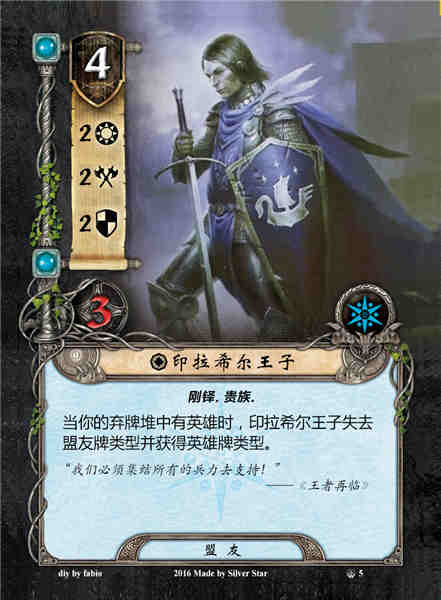 4
2
2
2
3
印拉希尔王子
刚铎. 贵族.
当你的弃牌堆中有英雄时，印拉希尔王子失去
盟友牌类型并获得英雄牌类型。
“我们必须集结所有的兵力去支持！”
——《王者再临》
盟友
diy by fabio 2016 Made by Silver Star 5